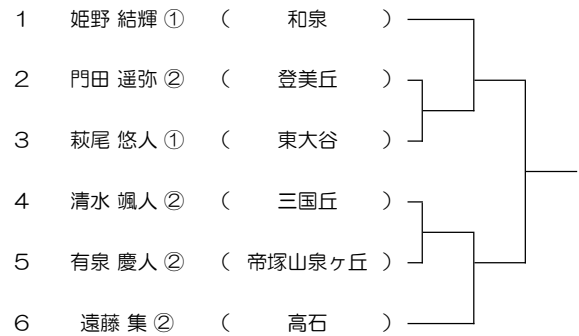 1 姫野 結輝 ① （ 和泉 ）
2 門田 遥弥 ② （ 登美丘 ）
3 萩尾 悠人 ① （ 東大谷 ）
4 清水 颯人 ② （ 三国丘 ）
5 有泉 慶人 ② （ 帝塚山泉ヶ丘 ）
6 遠藤 集 ② （ 高石 ）